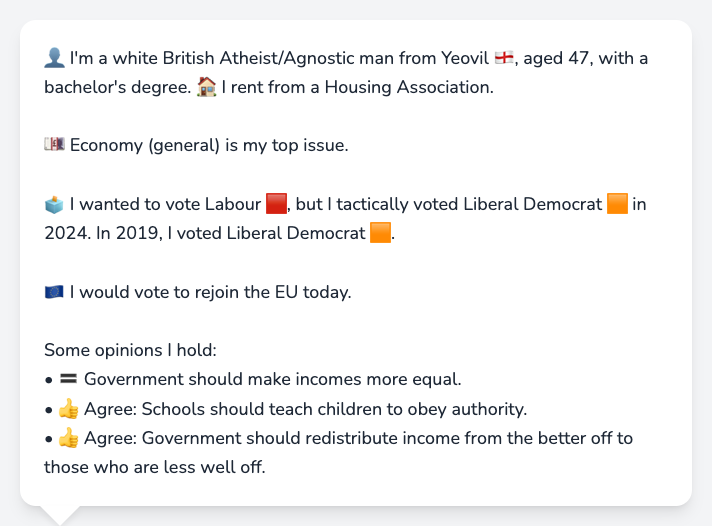 👤 I'm a white British Atheist/Agnostic man from Yeovil 🏴󠁧󠁢󠁥󠁮󠁧󠁿, aged 47, with a
bachelor's degree. 🏠 I rent from a Housing Association.
💷 Economy (general) is my top issue.
🗳️ I wanted to vote Labour 🟥, but I tactically voted Liberal Democrat 🟧 in
2024. In 2019, I voted Liberal Democrat 🟧.
🇪🇺 I would vote to rejoin the EU today.
Some opinions I hold:
• 🟰 Government should make incomes more equal.
• 👍 Agree: Schools should teach children to obey authority.
• 👍 Agree: Government should redistribute income from the better off to
those who are less well off.